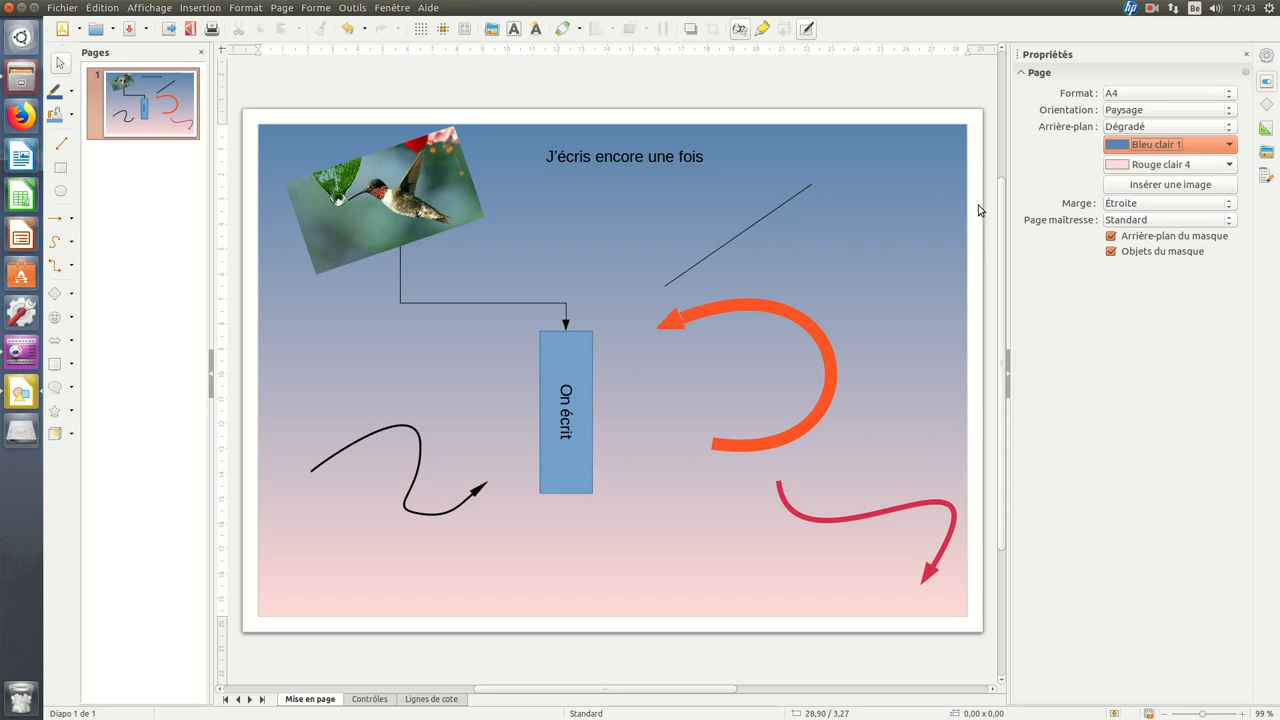 Fichier Édition Affichage Insertion Format Page Forme Outils Fenêtre Aide
Be
17:43
Pages
1
J'écris encore une fois
On écrit
Mise en page
Contrôles
Lignes de cote
Diapo 1 de 1
Standard
28,90 / 3,27
0,00 x 0,00
99 %
Propriétés
Page
Format : A4
Orientation : Paysage
Arrière-plan : Dégradé
Bleu clair 1
Rouge clair 4
Insérer une image
Marge : Étroite
Page maîtresse : Standard
Arrière-plan du masque
Objets du masque